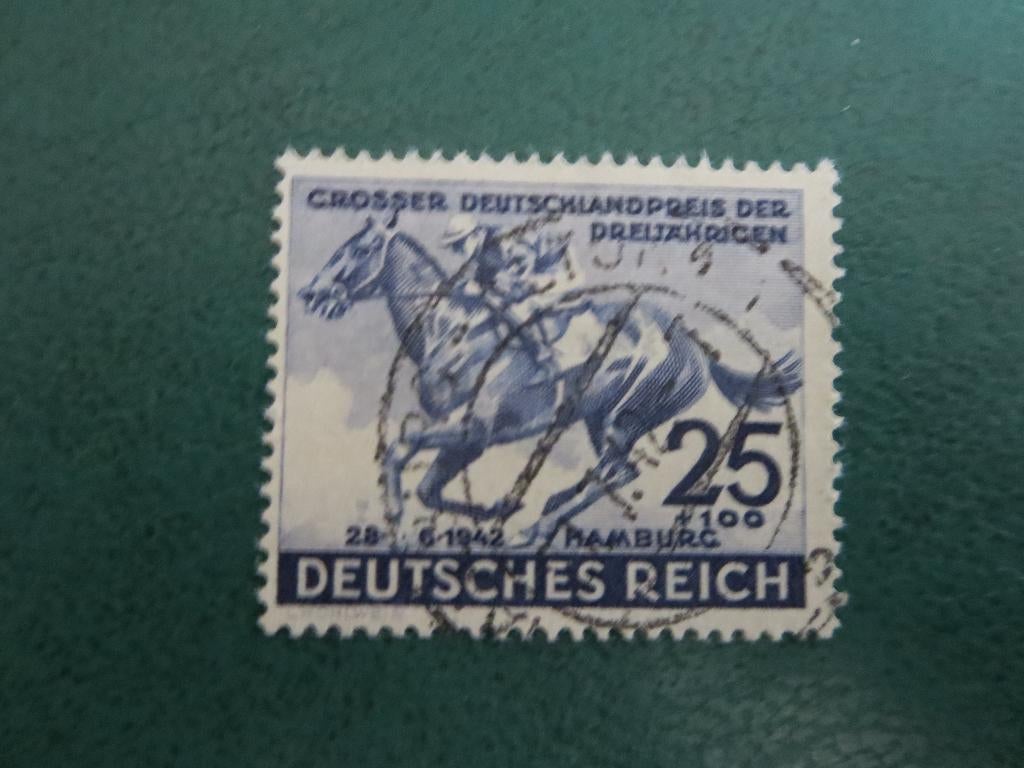 GROSSER DEUTSCHLANDPREIS DER
DREIJÄHRIGEN
25
+100
28 6·1942 HAMBURG
DEUTSCHES REICH